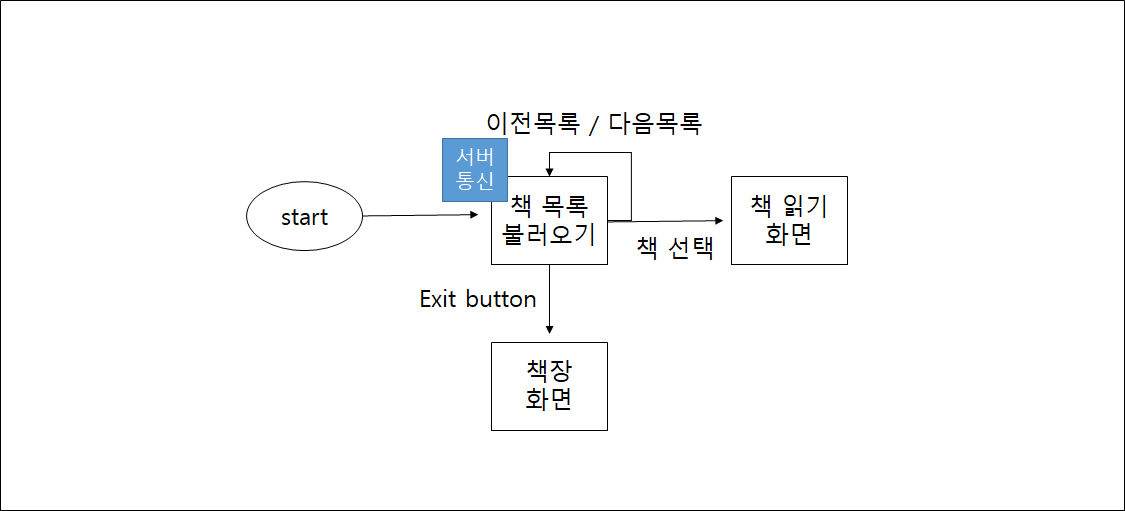 이전목록 / 다음목록
서버
통신
start
책 목록
불러오기
책 선택
책 읽기
화면
Exit button
책장
화면